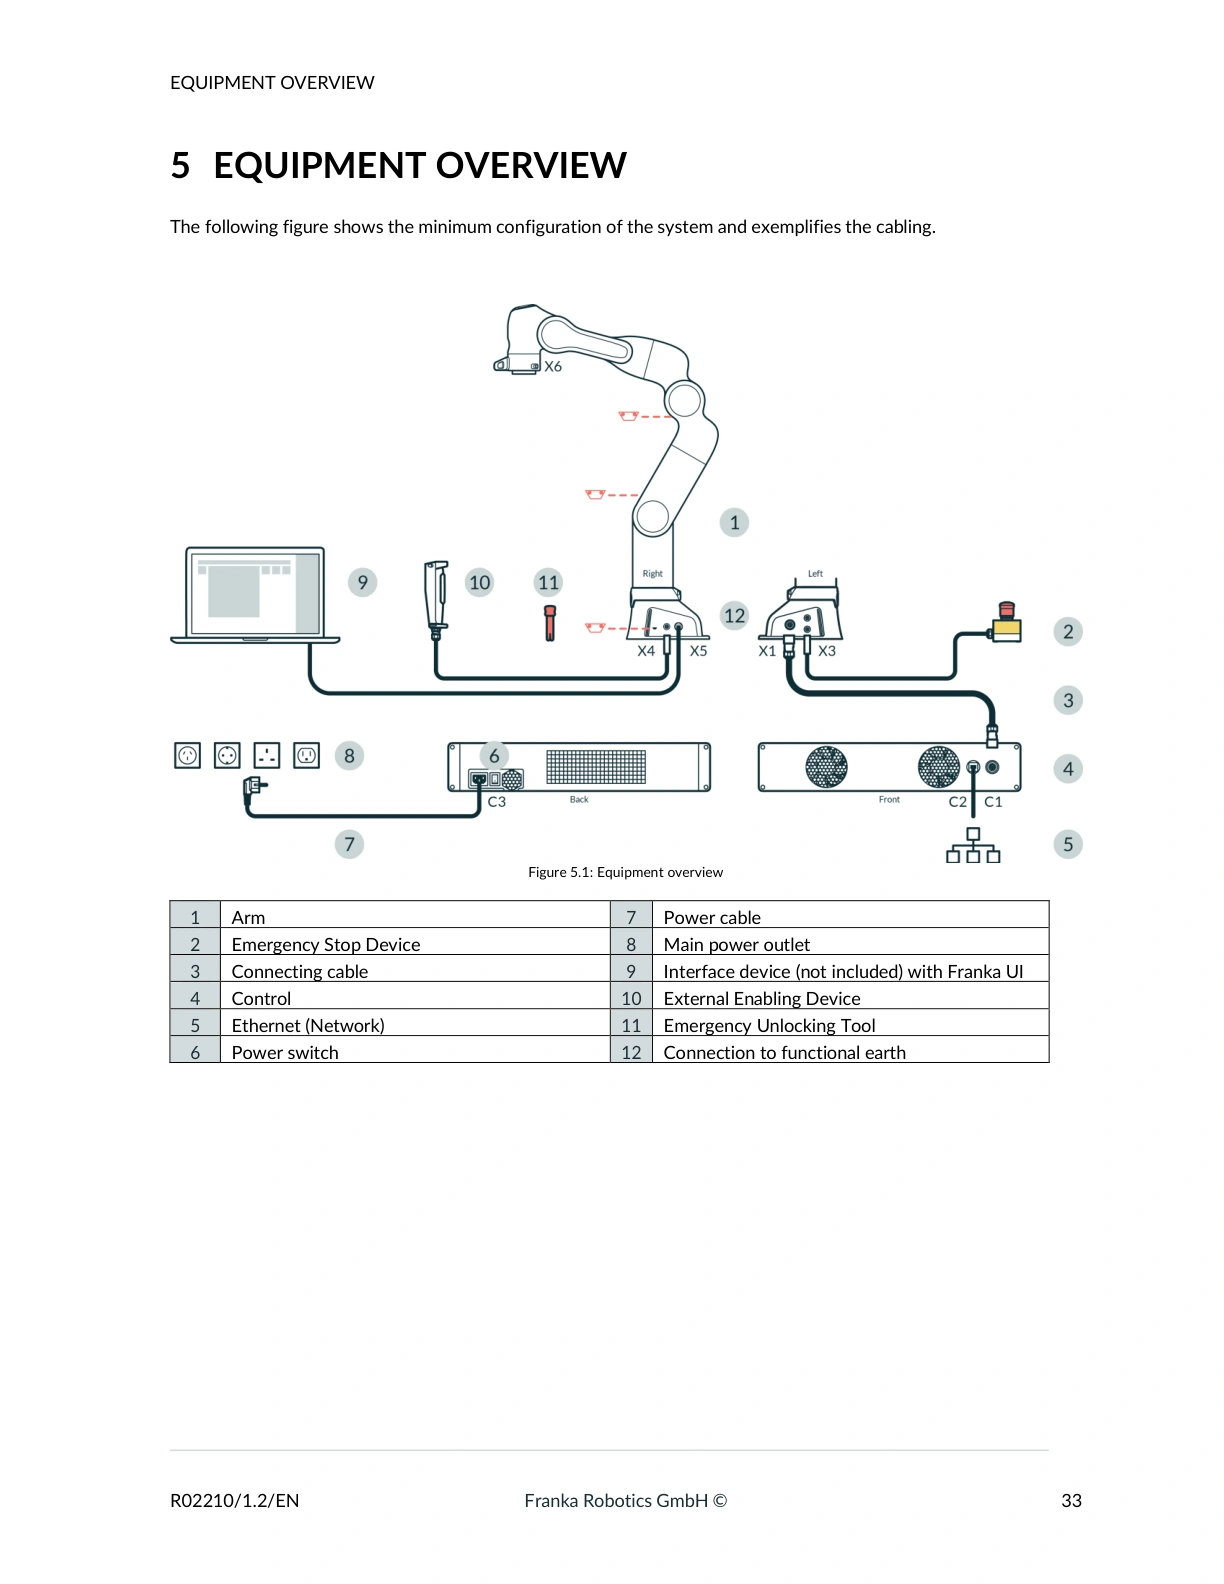 EQUIPMENT OVERVIEW
5 EQUIPMENT OVERVIEW
The following figure shows the minimum configuration of the system and exemplifies the cabling.
X6
1
Right
Left
9
10
11
12
2
X4
X5
X1
X3
3
8
6
4
C3
Back
Front
C2
C1
7
5
Figure 5.1: Equipment overview
1 Arm 7 Power cable
2 Emergency Stop Device 8 Main power outlet
3 Connecting cable 9 Interface device (not included) with Franka UI
4 Control 10 External Enabling Device
5 Ethernet (Network) 11 Emergency Unlocking Tool
6 Power switch 12 Connection to functional earth
R02210/1.2/EN Franka Robotics GmbH © 33